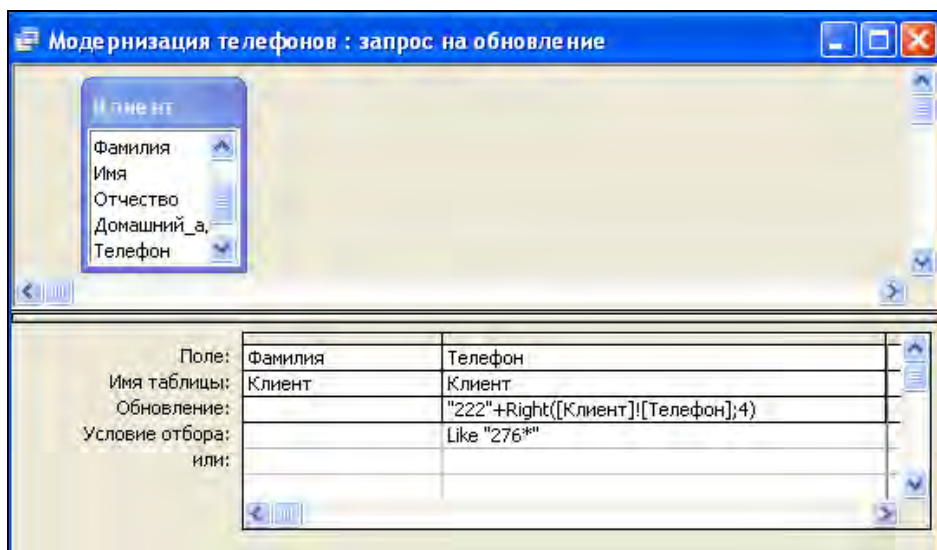 Модернизация телефонов : запрос на обновление
Клиент
Фамилия
Имя
Отчество
Домашний_а,
Телефон
Поле: Фамилия Телефон
Имя таблицы: Клиент Клиент
Обновление: "222"+Right([Клиент]![Телефон];4)
Условие отбора: Like "276*"
или: